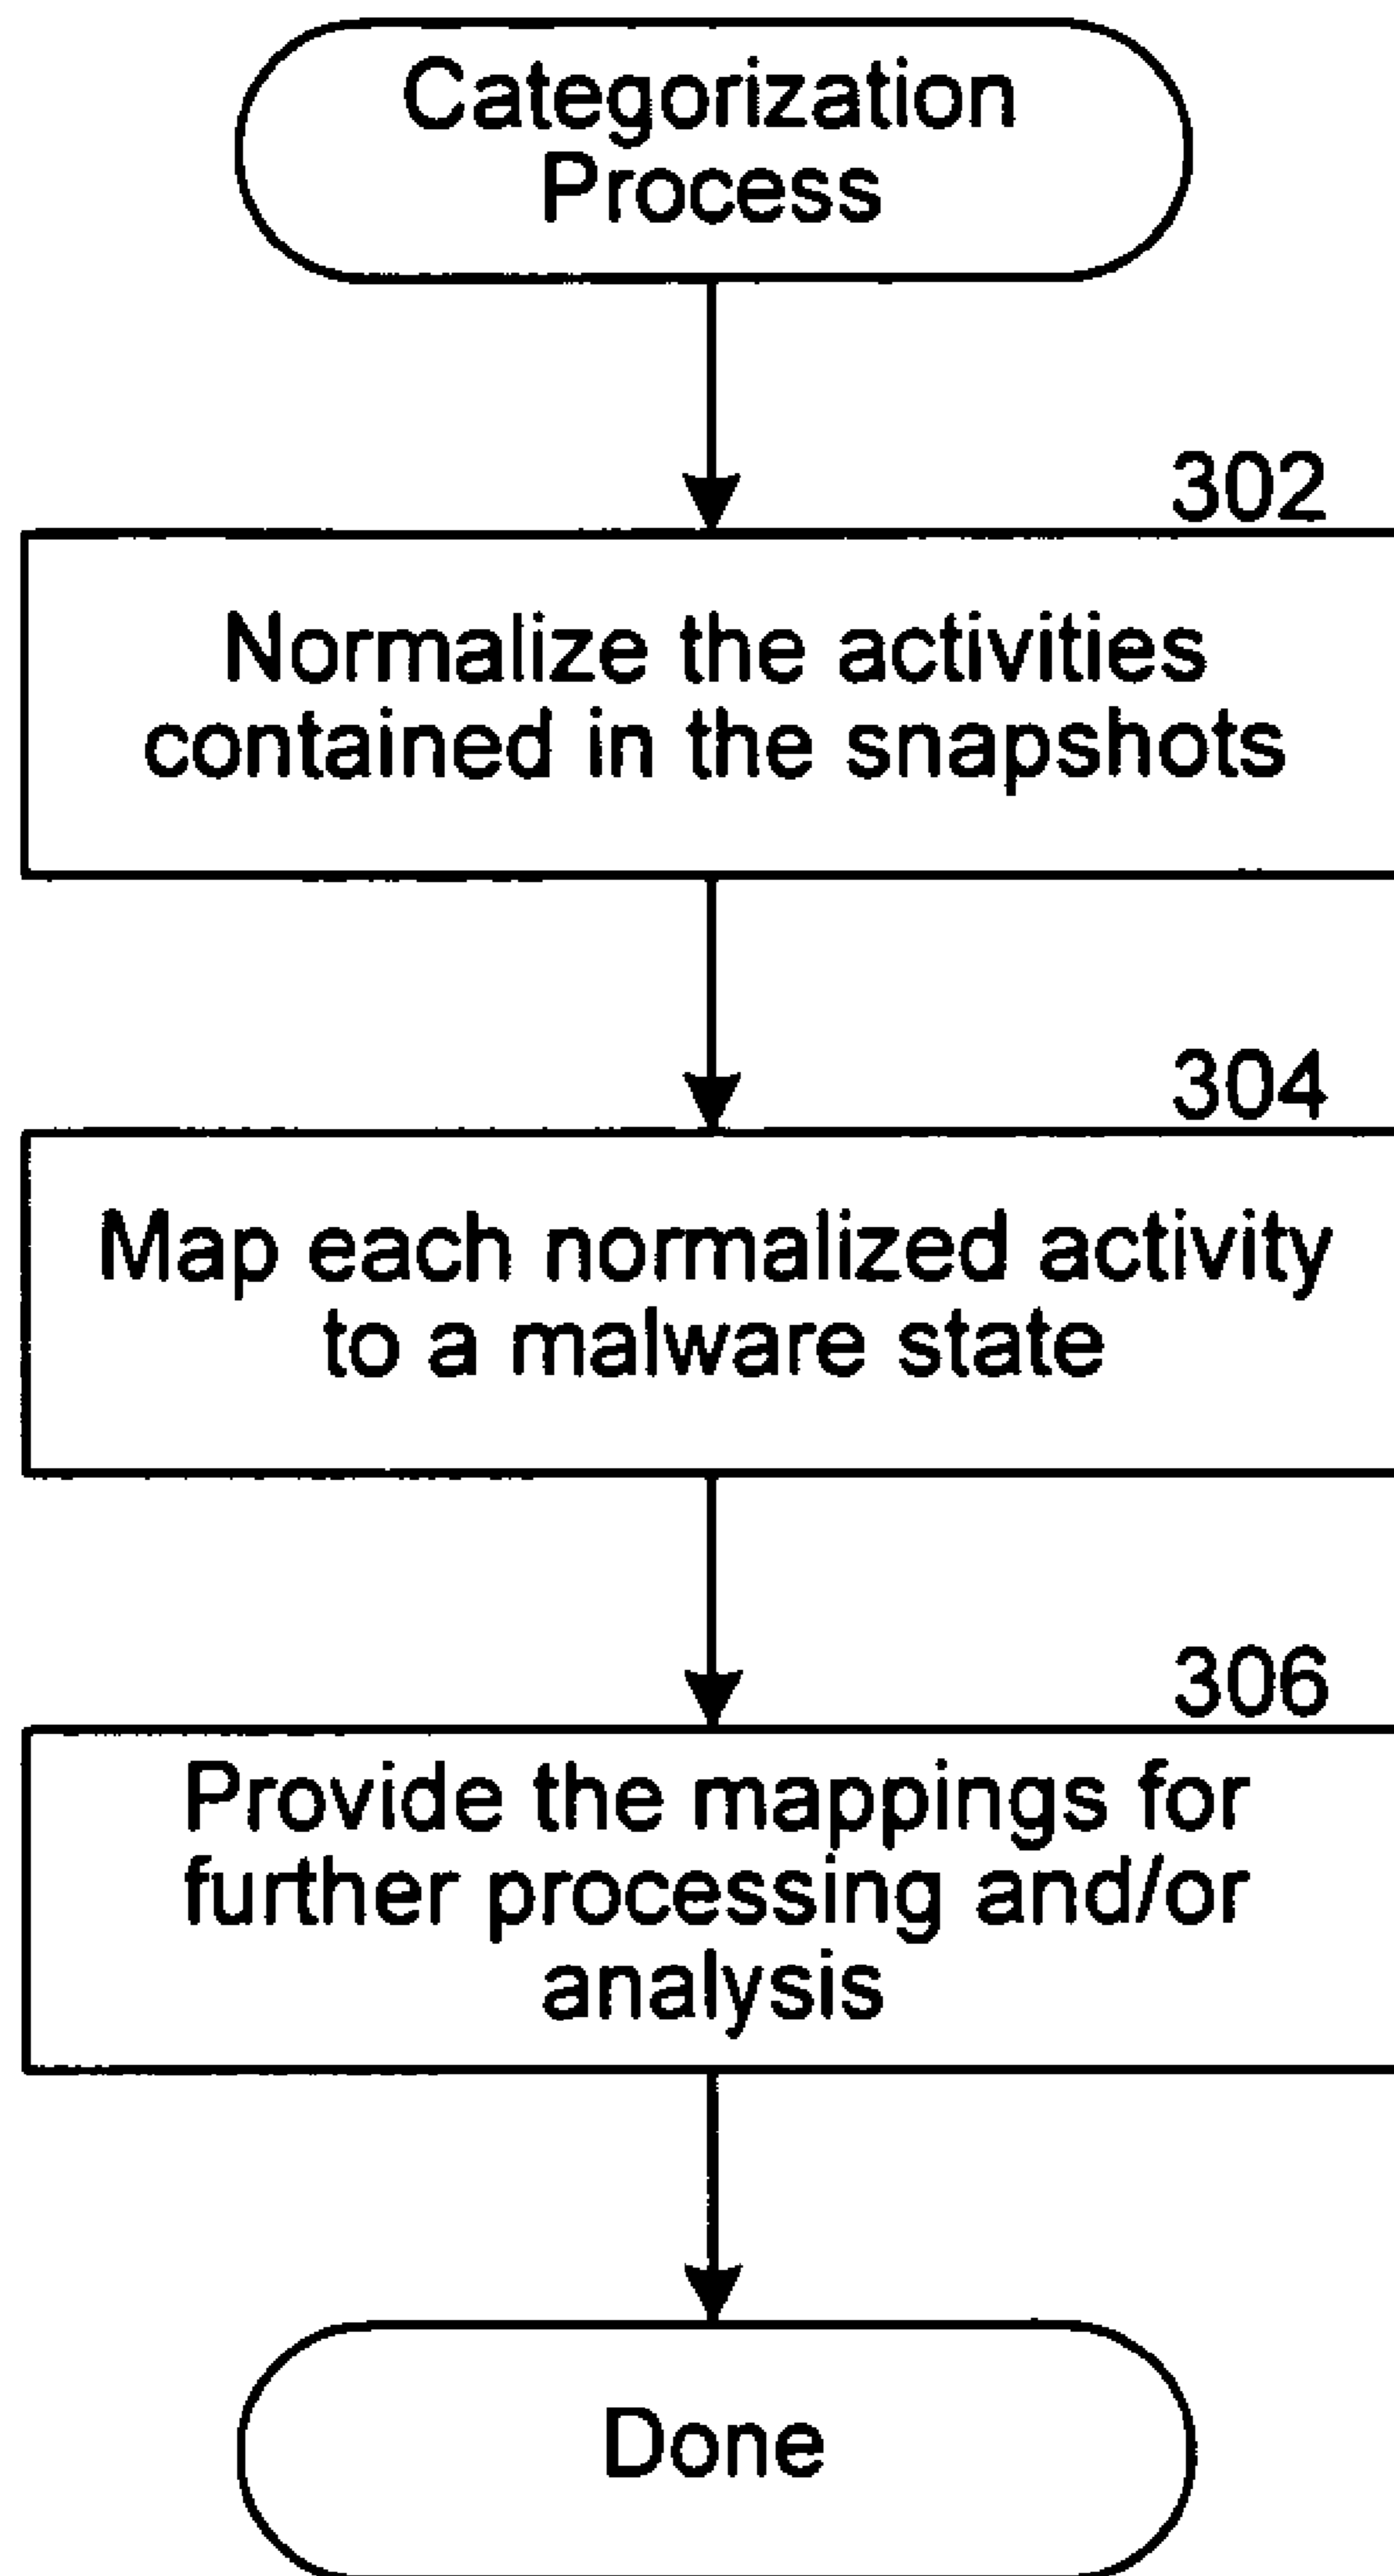 Categorization
Process
302
Normalize the activities
contained in the snapshots
304
Map each normalized activity
to a malware state
306
Provide the mappings for
further processing and/or
analysis
Done